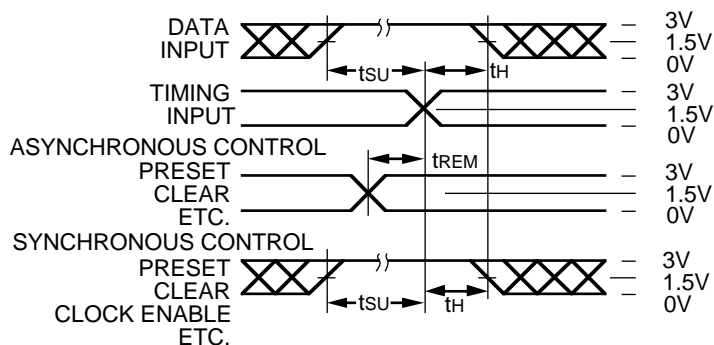 DATA
INPUT
3V
1.5V
0V
tSU
tH
TIMING
INPUT
3V
1.5V
0V
ASYNCHRONOUS CONTROL
PRESET
CLEAR
ETC.
tREM
3V
1.5V
0V
SYNCHRONOUS CONTROL
PRESET
CLEAR
CLOCK ENABLE
ETC.
3V
1.5V
0V
tSU
tH